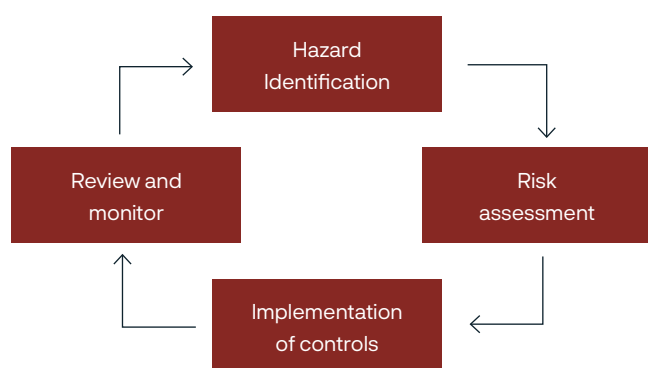 Hazard
Identification
Risk
assessment
Implementation
of controls
Review and
monitor